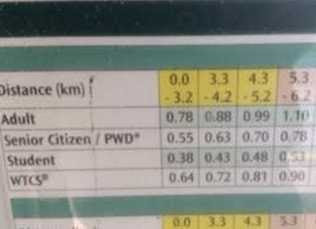 Distance (km) 0.0 - 3.2 3.3 - 4.2 4.3 - 5.2 5.3 - 6.2
Adult 0.78 0.88 0.99 1.10
Senior Citizen / PWD* 0.55 0.63 0.70 0.78
Student 0.38 0.43 0.48 0.53
WTCS® 0.64 0.72 0.81 0.90
0.0 3.3 4.3 5.3